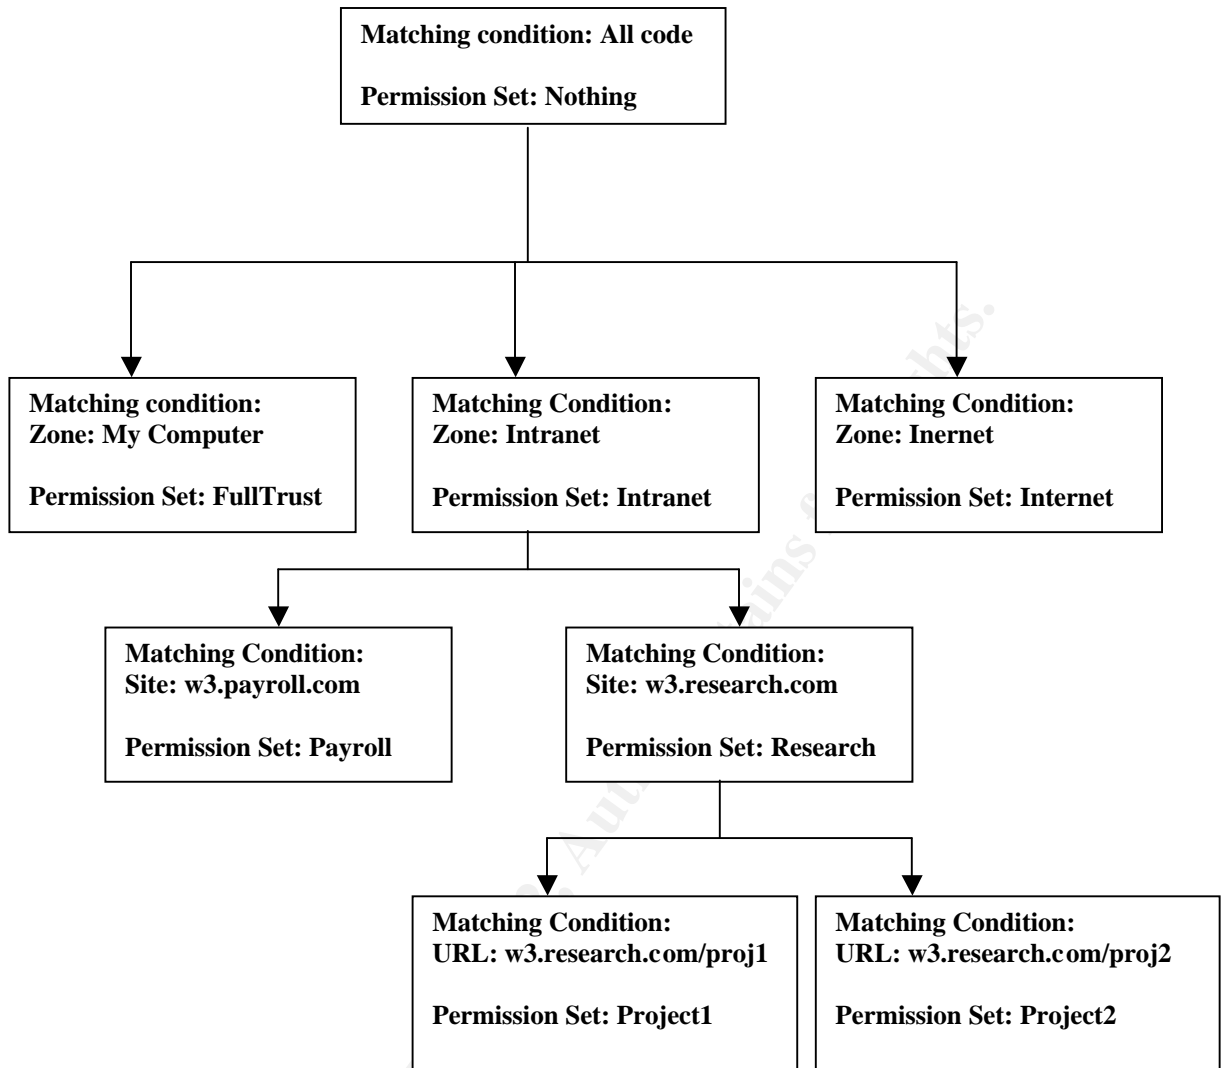 Matching condition: All code
Permission Set: Nothing
Matching condition:
Zone: My Computer
Permission Set: FullTrust
Matching Condition:
Zone: Intranet
Permission Set: Intranet
Matching Condition:
Zone: Inernet
Permission Set: Internet
Matching Condition:
Site: w3.payroll.com
Permission Set: Payroll
Matching Condition:
Site: w3.research.com
Permission Set: Research
Matching Condition:
URL: w3.research.com/proj1
Permission Set: Project1
Matching Condition:
URL: w3.research.com/proj2
Permission Set: Project2